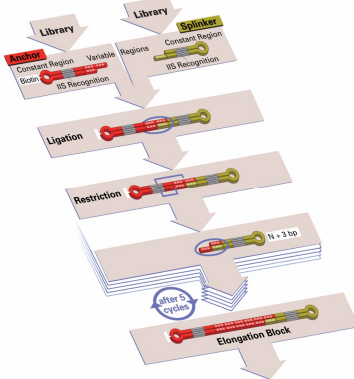 Library
Library
Anchor
Splinker
Constant Region
Variable
Regions
Constant Region
Biotin
IIS Recognition
IIS Recognition
Ligation
Restriction
N + 3 bp
after 5
cycles
Elongation Block